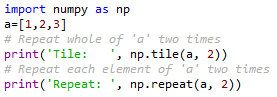 import numpy as np
a=[1,2,3]
# Repeat whole of 'a' two times
print('Tile:   ', np.tile(a, 2))
# Repeat each element of 'a' two times
print('Repeat: ', np.repeat(a, 2))